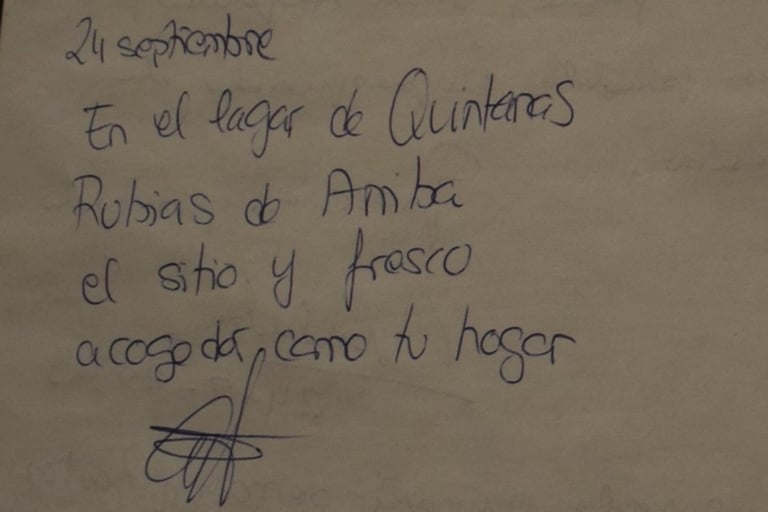 24 septiembre
En el lagar de Quintanas
Rubias de Arriba
el sitio y fresco
acogedor, como tu hogar